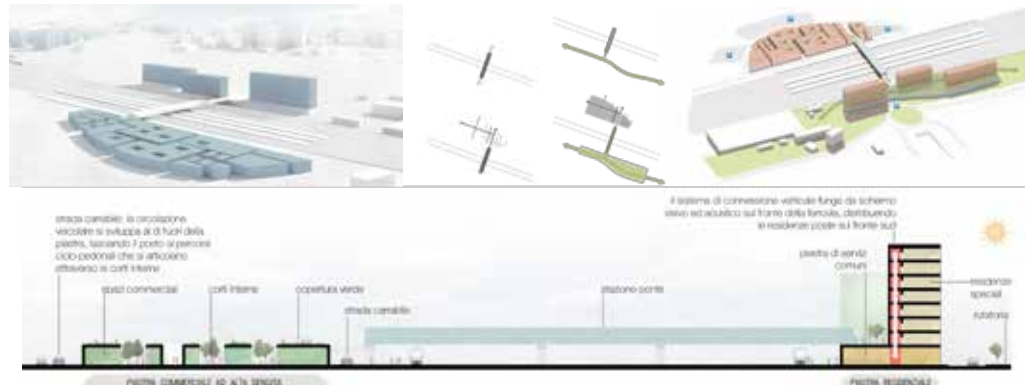 il sistema di connessione verticale funge da schermo
visivo ed acustico sul fronte della ferrovia, distribuendo
le residenze poste sul fronte sud
strada carrabile: la circolazione
veicolare si sviluppa al di fuori della
piastra, lasciando il posto ai percorsi
ciclo-pedonali che si articolano
attraverso le corti interne
piastra di servizi
comuni
spazi commerciali
corti interne
copertura verde
strada carrabile
stazione ponte
residenze
speciali
rotatoria
PIASTRA COMMERCIALE AD ALTA DENSITÀ
PIASTRA RESIDENZIALE